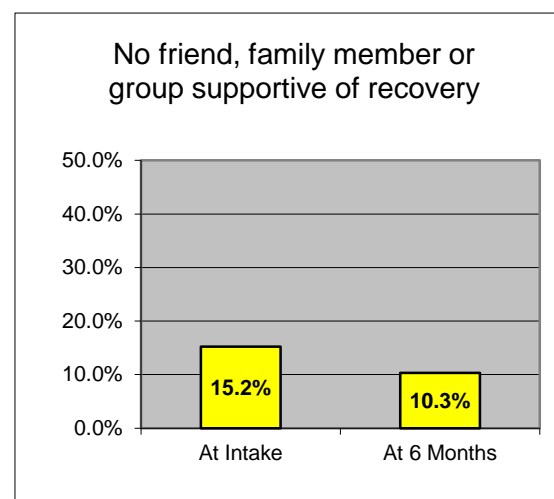 No friend, family member or
group supportive of recovery
50.0%
40.0%
30.0%
20.0%
10.0%
0.0%
15.2%
10.3%
At Intake
At 6 Months